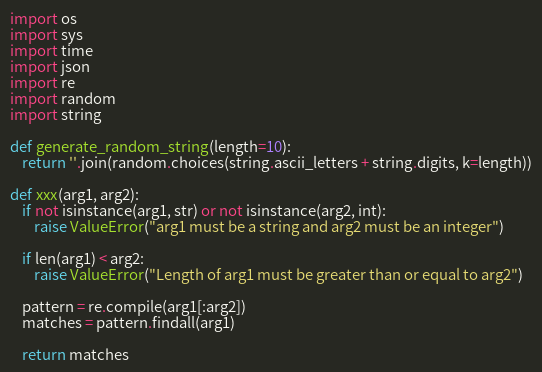 import os
import sys
import time
import json
import re
import random
import string

def generate_random_string(length=10):
    return ''.join(random.choices(string.ascii_letters + string.digits, k=length))

def xxx(arg1, arg2):
    if not isinstance(arg1, str) or not isinstance(arg2, int):
        raise ValueError("arg1 must be a string and arg2 must be an integer")

    if len(arg1) < arg2:
        raise ValueError("Length of arg1 must be greater than or equal to arg2")

    pattern = re.compile(arg1[:arg2])
    matches = pattern.findall(arg1)

    return matches